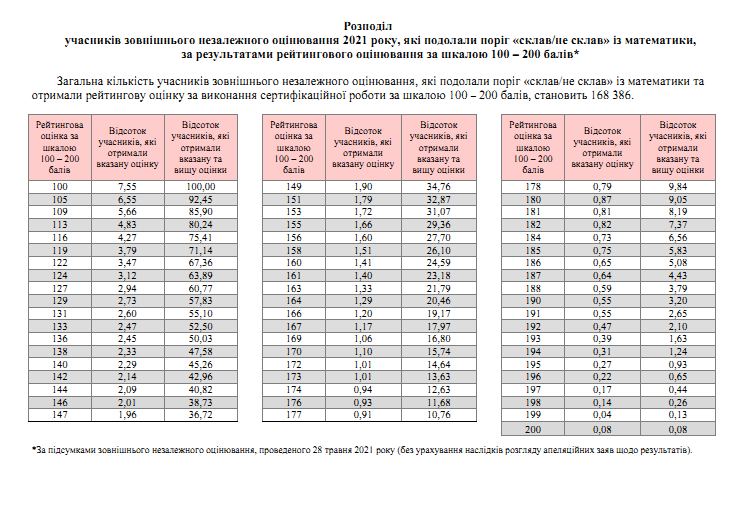 Розподіл
учасників зовнішнього незалежного оцінювання 2021 року, які подолали поріг «склав/не склав» із математики,
за результатами рейтингового оцінювання за шкалою 100 – 200 балів*
Загальна кількість учасників зовнішнього незалежного оцінювання, які подолали поріг «склав/не склав» із математики та
отримали рейтингову оцінку за виконання сертифікаційної роботи за шкалою 100 – 200 балів, становить 168 386.
Рейтингова оцінка за шкалою 100 – 200 балів | Відсоток учасників, які отримали вказану оцінку | Відсоток учасників, які отримали вказану та вищу оцінки
100 7,55 100,00
105 6,55 92,45
109 5,66 85,90
113 4,83 80,24
116 4,27 75,41
119 3,79 71,14
122 3,47 67,36
124 3,12 63,89
127 2,94 60,77
129 2,73 57,83
131 2,60 55,10
133 2,47 52,50
136 2,45 50,03
138 2,33 47,58
140 2,29 45,26
142 2,14 42,96
144 2,09 40,82
146 2,01 38,73
147 1,96 36,72
Рейтингова оцінка за шкалою 100 – 200 балів | Відсоток учасників, які отримали вказану оцінку | Відсоток учасників, які отримали вказану та вищу оцінки
149 1,90 34,76
151 1,79 32,87
153 1,72 31,07
155 1,66 29,36
156 1,60 27,70
158 1,51 26,10
160 1,41 24,59
161 1,40 23,18
163 1,33 21,79
164 1,29 20,46
166 1,20 19,17
167 1,17 17,97
169 1,06 16,80
170 1,10 15,74
172 1,01 14,64
173 1,01 13,63
174 0,94 12,63
176 0,93 11,68
177 0,91 10,76
Рейтингова оцінка за шкалою 100 – 200 балів | Відсоток учасників, які отримали вказану оцінку | Відсоток учасників, які отримали вказану та вищу оцінки
178 0,79 9,84
180 0,87 9,05
181 0,81 8,19
182 0,82 7,37
184 0,73 6,56
185 0,75 5,83
186 0,65 5,08
187 0,64 4,43
188 0,59 3,79
190 0,55 3,20
191 0,55 2,65
192 0,47 2,10
193 0,39 1,63
194 0,31 1,24
195 0,27 0,93
196 0,22 0,65
197 0,17 0,44
198 0,14 0,26
199 0,04 0,13
200 0,08 0,08
*За підсумками зовнішнього незалежного оцінювання, проведеного 28 травня 2021 року (без урахування наслідків розгляду апеляційних заяв щодо результатів).